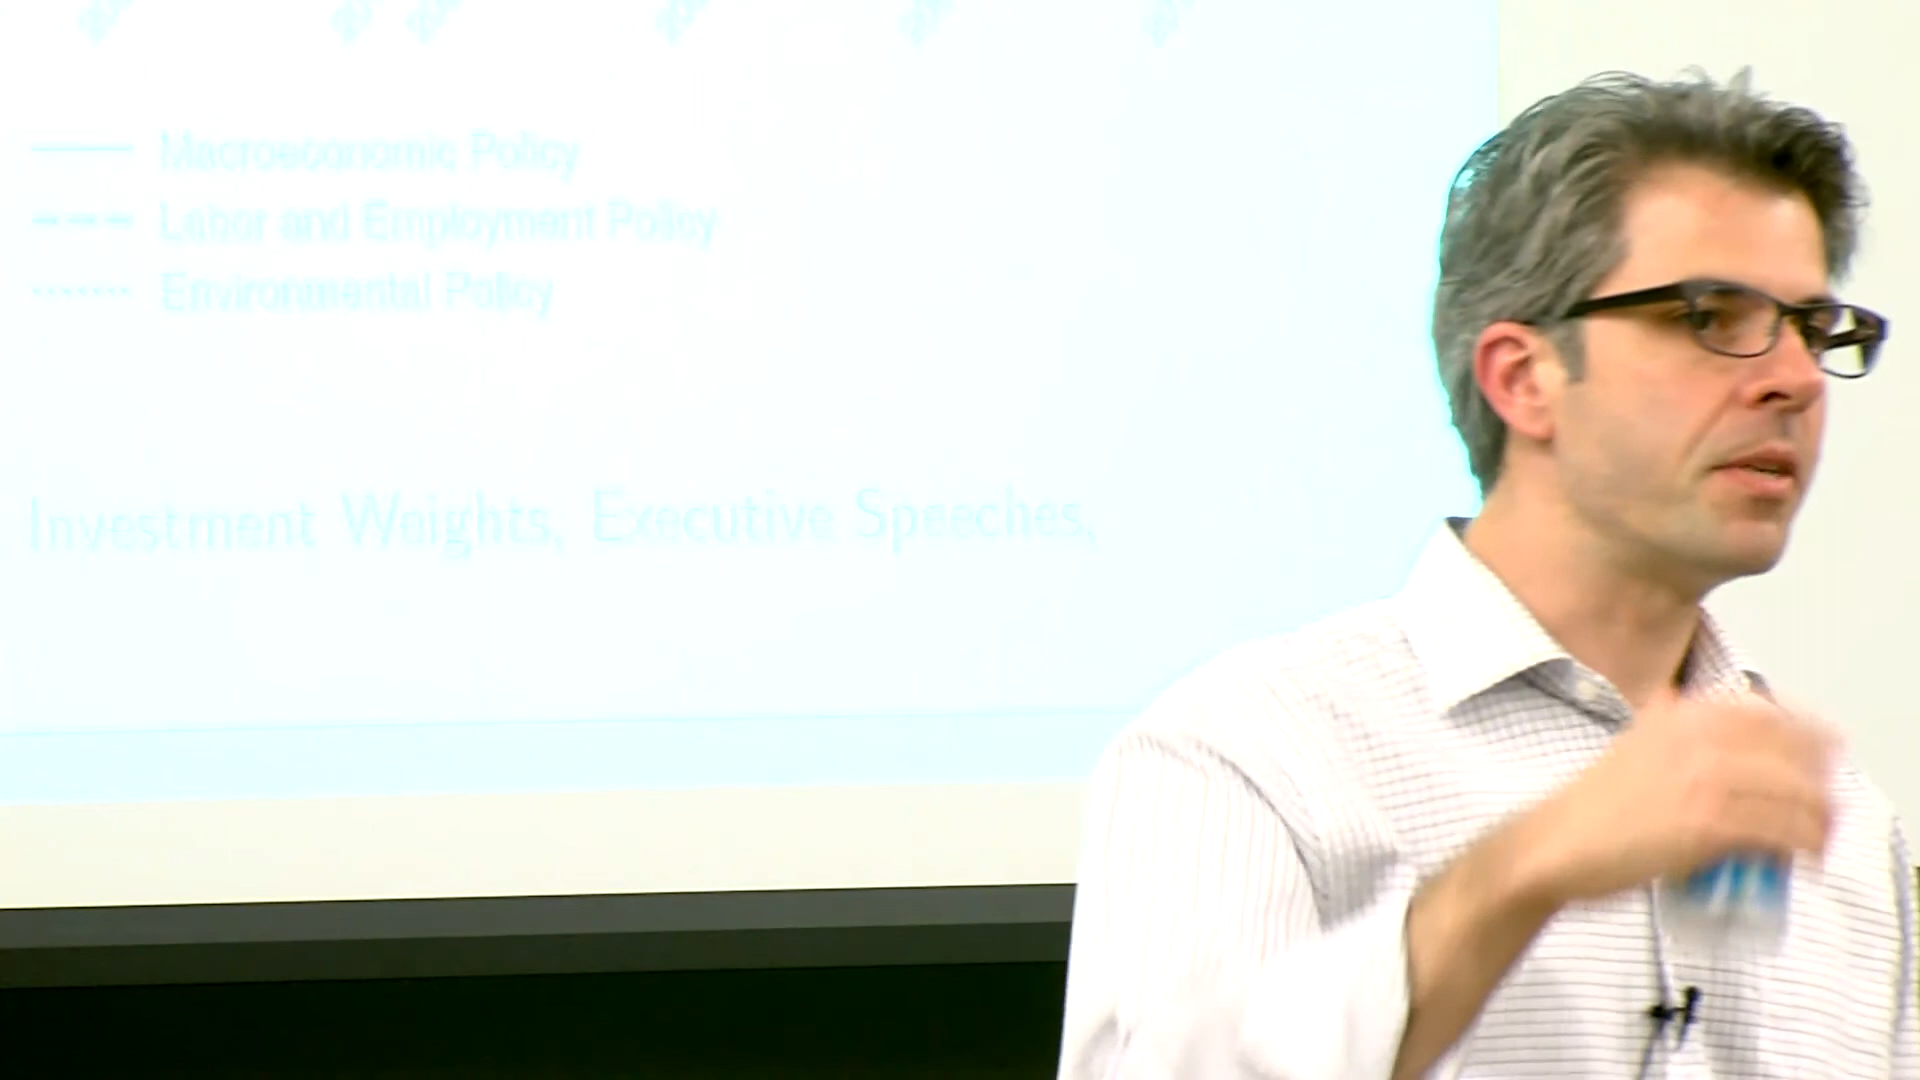 Macroeconomic Policy
Labor and Employment Policy
Environmental Policy
Investment Weights, Executive Speeches,